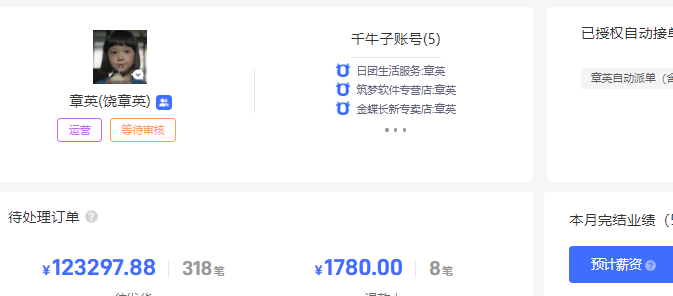 千牛子账号(5)
已授权自动接单
日团生活服务:章英
章英自动派单
筑梦软件专营店:章英
章英(饶章英)
金蝶长新专卖店:章英
运营
等待审核
待处理订单
本月完结业绩
¥123297.88
318笔
¥1780.00
8笔
预计薪资